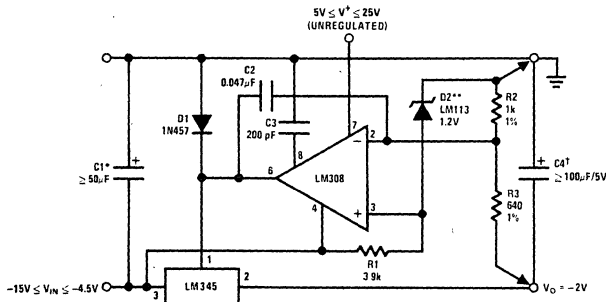 5V ≤ V⁺ ≤ 25V
(UNREGULATED)
C2
0.047μF
D1
1N457
C3
200 pF
D2**
LM113
1.2V
R2
1k
1%
C1*
≥ 50μF
+
7
2
−
8
6
LM308
4
+
3
C4†
≥ 100μF/5V
+
R3
640
1%
R1
3 9k
1
−15V ≤ VIN ≤ −4.5V
3
LM345
2
VO = −2V